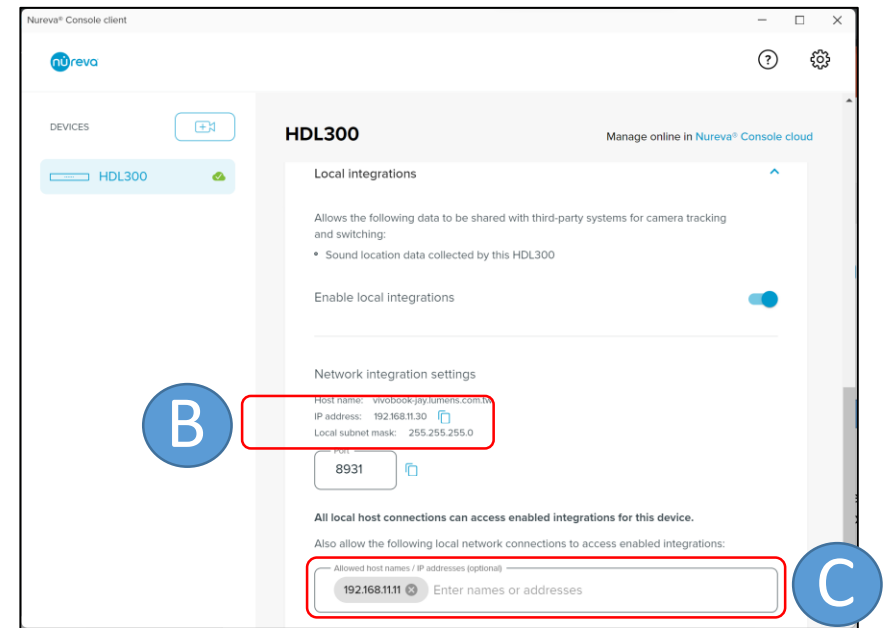 Nureva® Console client
nureva
DEVICES
HDL300
HDL300
Manage online in Nureva® Console cloud
Local integrations
Allows the following data to be shared with third-party systems for camera tracking
and switching:
• Sound location data collected by this HDL300
Enable local integrations
Network integration settings
Host name: vivobook-jay.lumens.com.tw
IP address: 192.168.11.30
Local subnet mask: 255.255.255.0
B
Port
8931
All local host connections can access enabled integrations for this device.
Also allow the following local network connections to access enabled integrations:
Allowed host names / IP addresses (optional)
192.168.11.11 Enter names or addresses
C